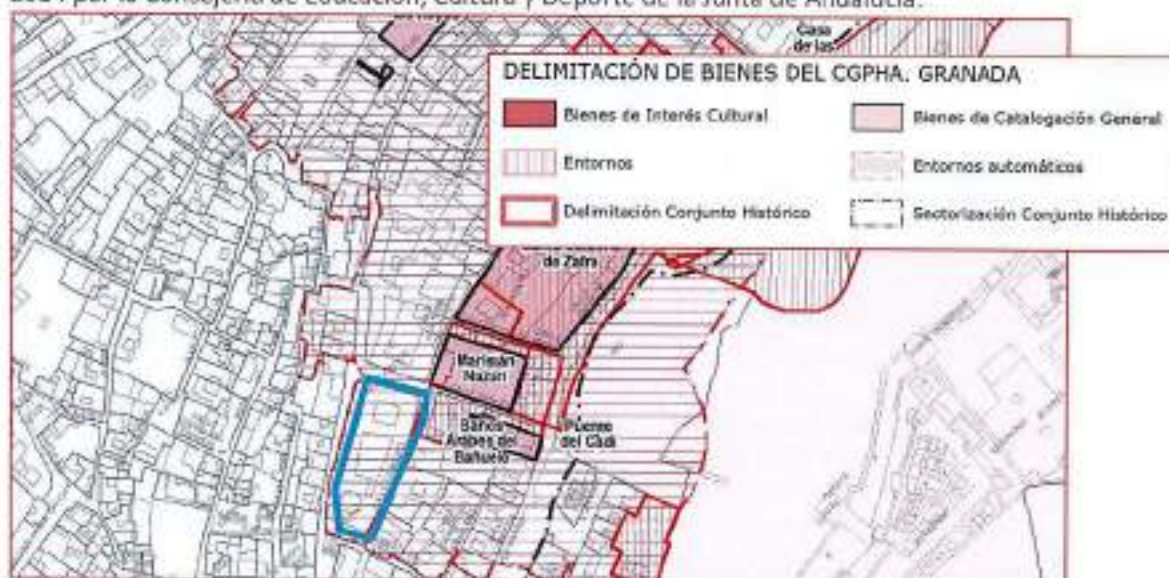 por la Consejería de Educación, Cultura y Deporte de la Junta de Andalucía.
Casa
de las
DELIMITACIÓN DE BIENES DEL CGPHA. GRANADA
Bienes de Interés Cultural
Bienes de Catalogación General
Entornos
Entornos automáticos
Delimitación Conjunto Histórico
Sectorización Conjunto Histórico
de Zafra
Maristán
Nazarí
Baños
Árabes del
Bañuelo
Puente
del Cadí